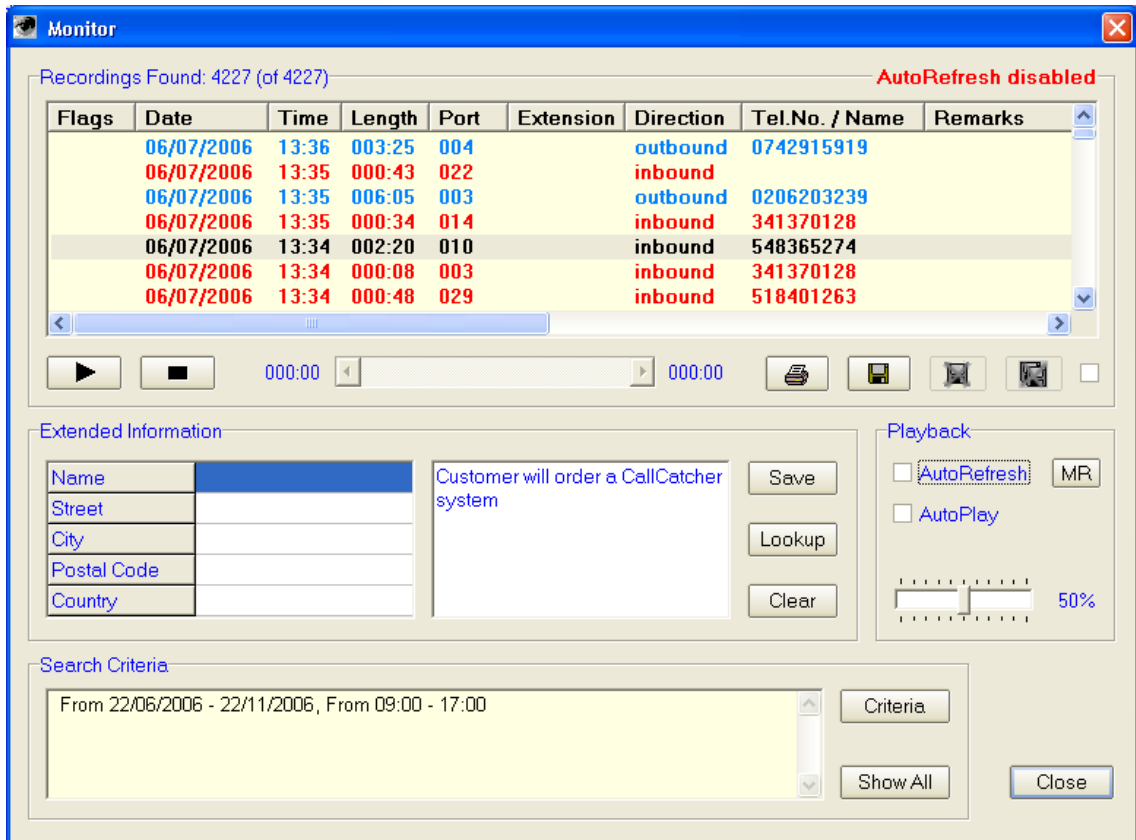 Monitor
Recordings Found: 4227 (of 4227) AutoRefresh disabled
Flags Date Time Length Port Extension Direction Tel.No. / Name Remarks
06/07/2006 13:36 003:25 004 outbound 0742915919
06/07/2006 13:35 000:43 022 inbound
06/07/2006 13:35 006:05 003 outbound 0206203239
06/07/2006 13:35 000:34 014 inbound 341370128
06/07/2006 13:34 002:20 010 inbound 548365274
06/07/2006 13:34 000:08 003 inbound 341370128
06/07/2006 13:34 000:48 029 inbound 518401263
000:00 000:00
Extended Information
Name
Street
City
Postal Code
Country
Customer will order a CallCatcher
system
Save
Lookup
Clear
Playback
AutoRefresh MR
AutoPlay
50%
Search Criteria
From 22/06/2006 - 22/11/2006, From 09:00 - 17:00
Criteria
Show All
Close